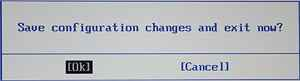 Save configuration changes and exit now?
[Ok] [Cancel]